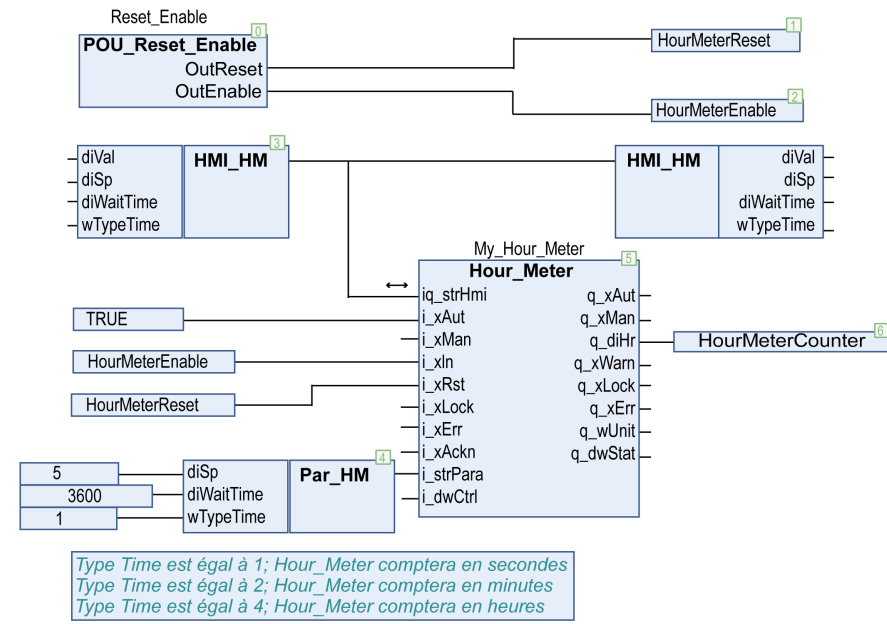 Reset_Enable
0
POU_Reset_Enable
OutReset
OutEnable
1
HourMeterReset
2
HourMeterEnable
3
diVal
diSp
diWaitTime
wTypeTime
HMI_HM
HMI_HM
diVal
diSp
diWaitTime
wTypeTime
My_Hour_Meter
5
Hour_Meter
iq_strHmi
i_xAut
i_xMan
i_xIn
i_xRst
i_xLock
i_xErr
i_xAckn
i_strPara
i_dwCtrl
q_xAut
q_xMan
q_diHr
q_xWarn
q_xLock
q_xErr
q_wUnit
q_dwStat
TRUE
HourMeterEnable
HourMeterReset
6
HourMeterCounter
5
3600
1
4
diSp
diWaitTime
wTypeTime
Par_HM
Type Time est égal à 1; Hour_Meter comptera en secondes
Type Time est égal à 2; Hour_Meter comptera en minutes
Type Time est égal à 4; Hour_Meter comptera en heures